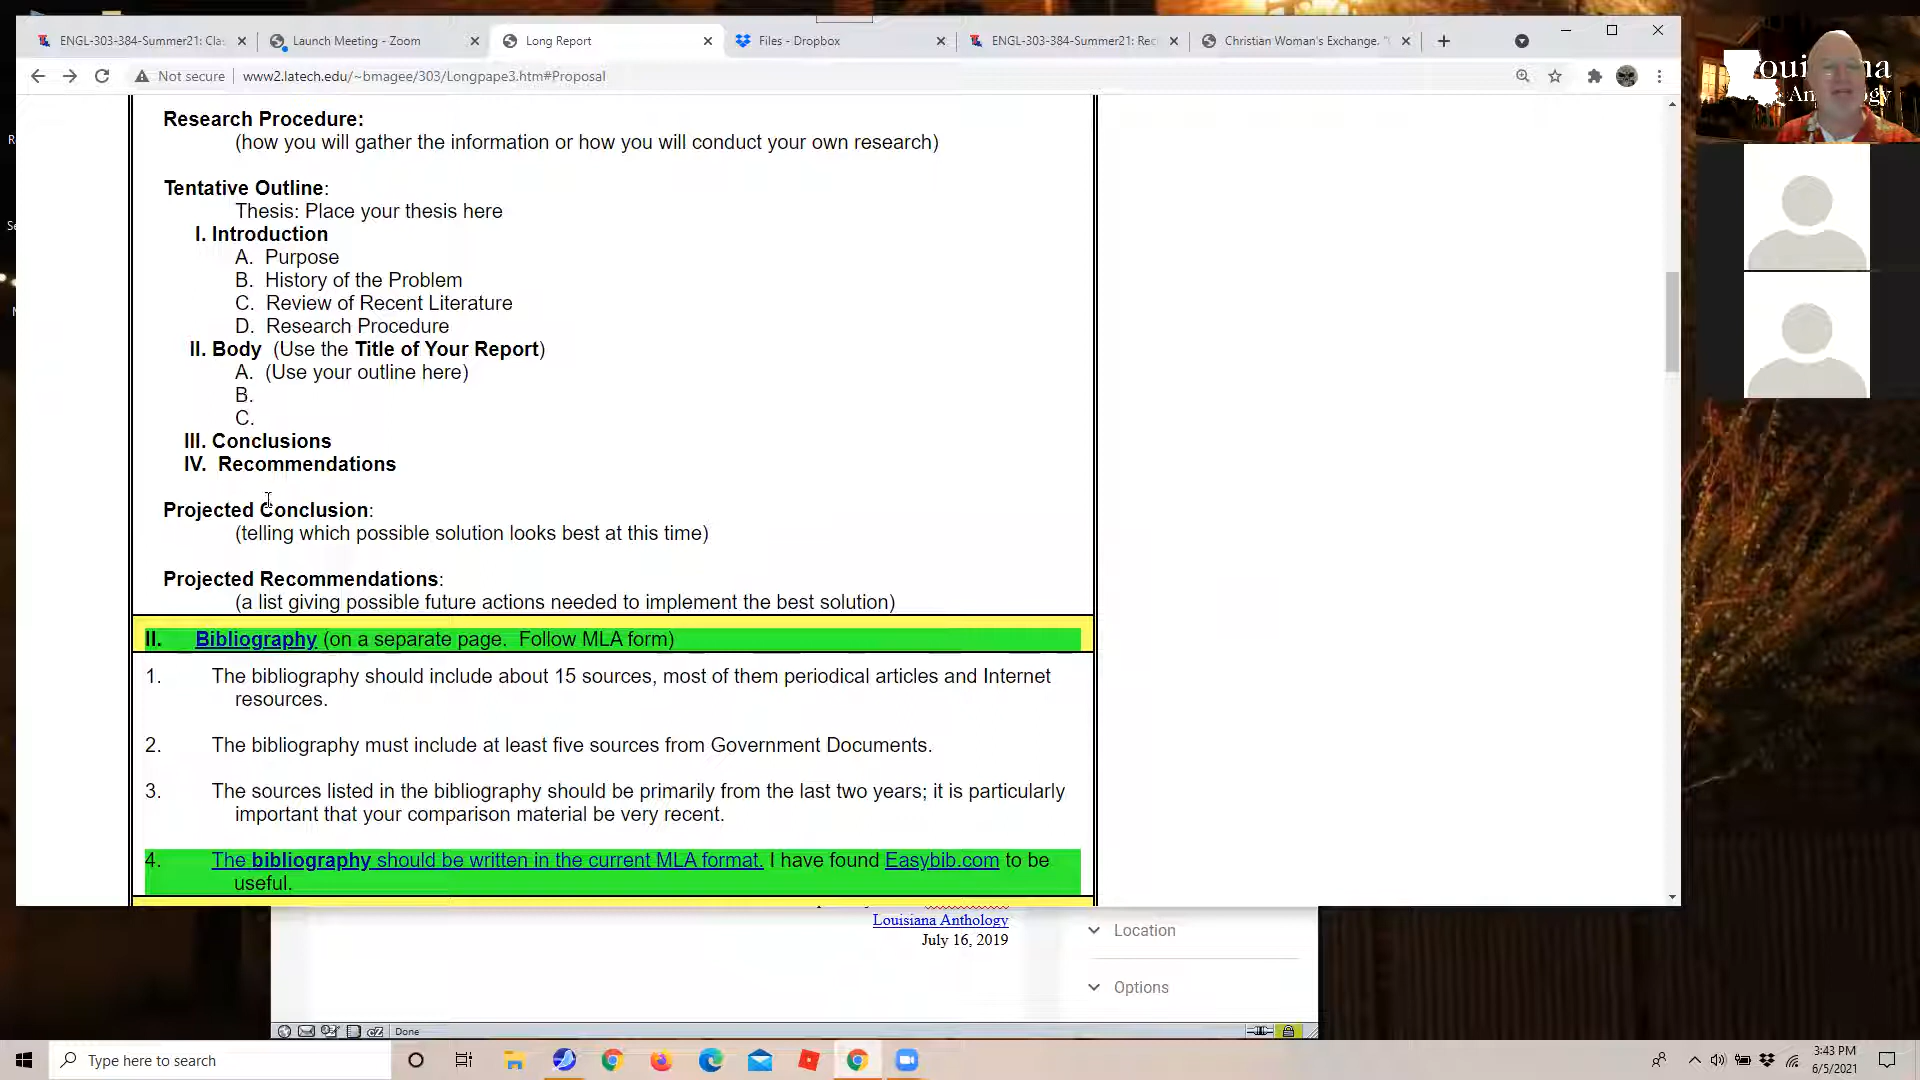 ENGL-303-384-Summer21: Cla
Launch Meeting - Zoom
Long Report
Files - Dropbox
ENGL-303-384-Summer21: Rec
Christian Woman's Exchange. "
Not secure
www2.latech.edu/~bmagee/303/Longpape3.htm#Proposal
Research Procedure:
(how you will gather the information or how you will conduct your own research)
Tentative Outline:
Thesis: Place your thesis here
I. Introduction
A. Purpose
B. History of the Problem
C. Review of Recent Literature
D. Research Procedure
II. Body (Use the Title of Your Report)
A. (Use your outline here)
B.
C.
III. Conclusions
IV. Recommendations
Projected Conclusion:
(telling which possible solution looks best at this time)
Projected Recommendations:
(a list giving possible future actions needed to implement the best solution)
II. Bibliography (on a separate page. Follow MLA form)
1. The bibliography should include about 15 sources, most of them periodical articles and Internet
resources.
2. The bibliography must include at least five sources from Government Documents.
3. The sources listed in the bibliography should be primarily from the last two years; it is particularly
important that your comparison material be very recent.
4. The bibliography should be written in the current MLA format. I have found Easybib.com to be
useful.
Louisiana Anthology
July 16, 2019
Location
Options
Done
Type here to search
3:43 PM
6/5/2021